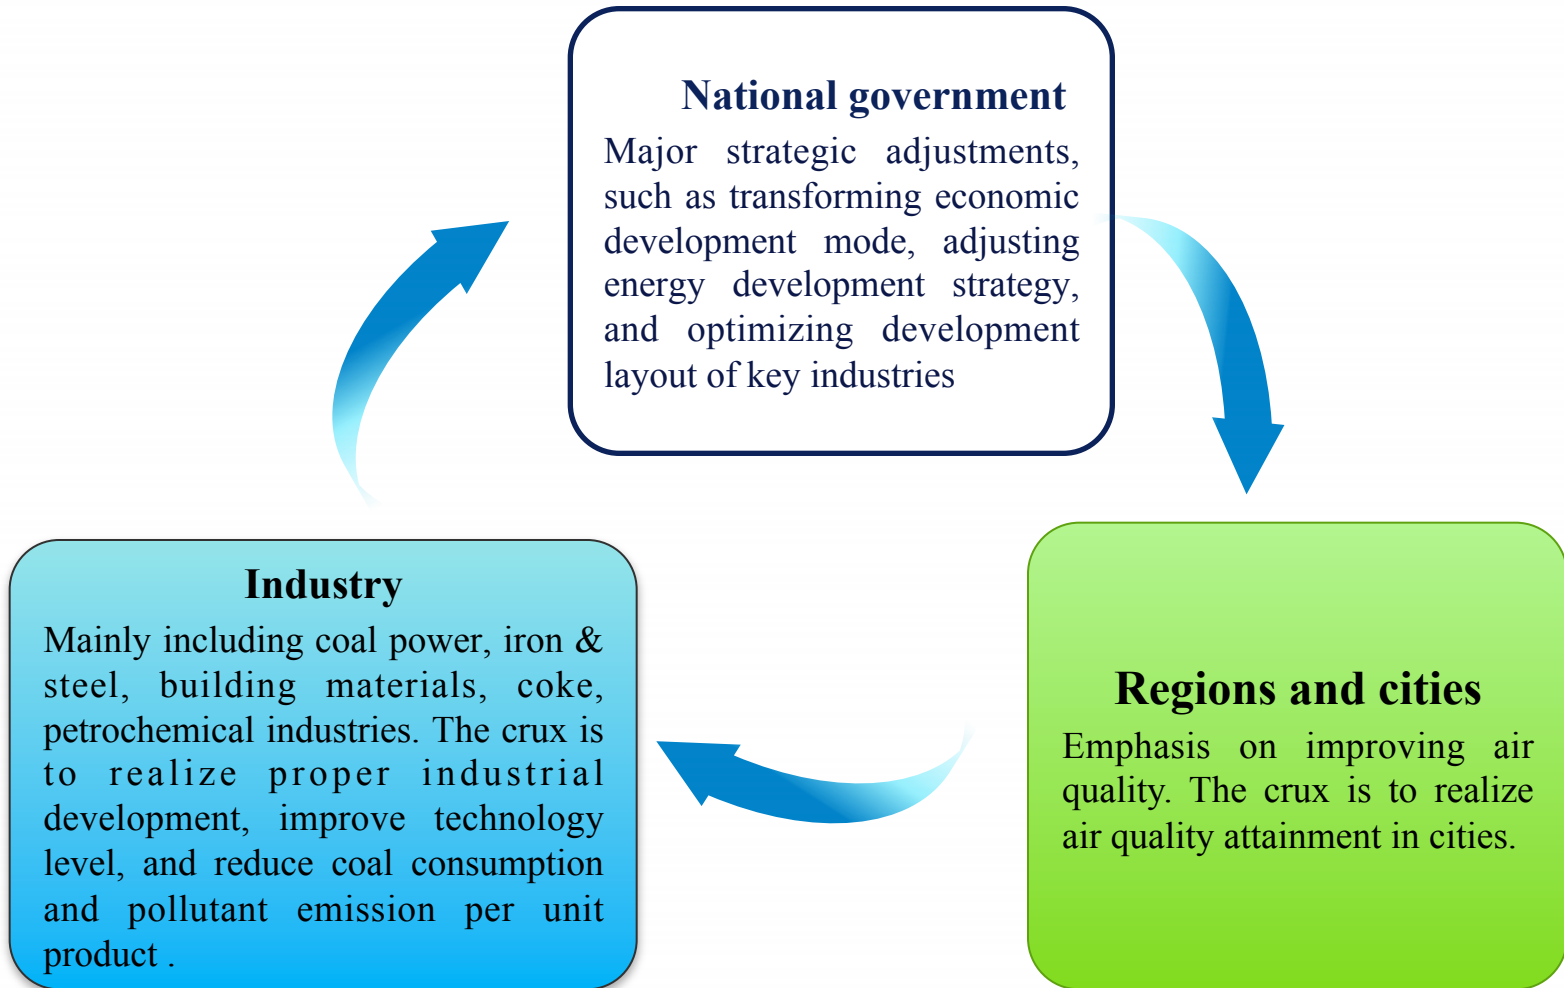 National government
Major strategic adjustments,
such as transforming economic
development mode, adjusting
energy development strategy,
and optimizing development
layout of key industries
Industry
Mainly including coal power, iron &
steel, building materials, coke,
petrochemical industries. The crux is
to realize proper industrial
development, improve technology
level, and reduce coal consumption
and pollutant emission per unit
product .
Regions and cities
Emphasis on improving air
quality. The crux is to realize
air quality attainment in cities.